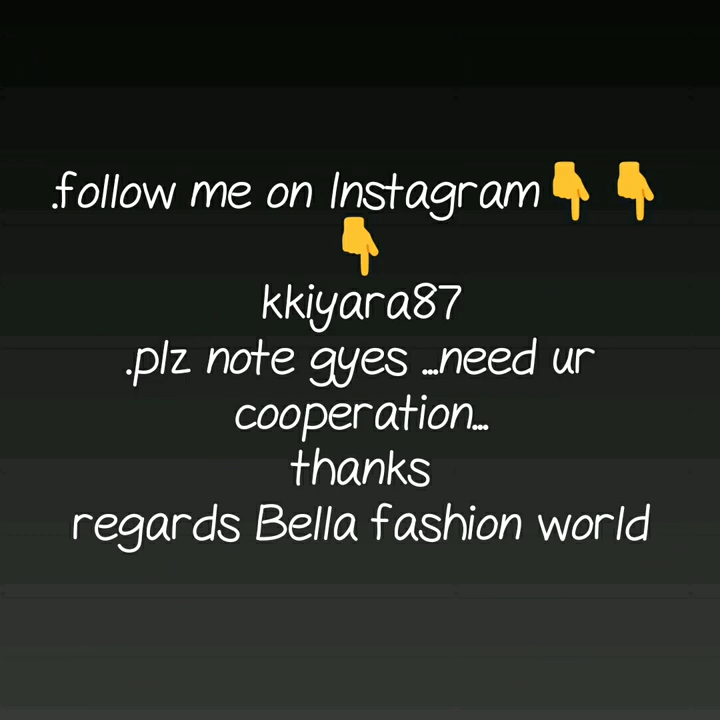 .follow me on Instagram👇👇
👇
kkiyara87
.plz note gyes ...need ur
cooperation...
thanks
regards Bella fashion world